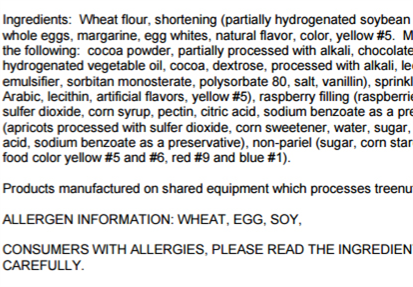 Ingredients: Wheat flour, shortening (partially hydrogenated soybean
whole eggs, margarine, egg whites, natural flavor, color, yellow #5. M
the following: cocoa powder, partially processed with alkali, chocolate
hydrogenated vegetable oil, cocoa, dextrose, processed with alkali, le
emulsifier, sorbitan monosterate, polysorbate 80, salt, vanillin), sprinkl
Arabic, lecithin, artificial flavors, yellow #5), raspberry filling (raspberrie
sulfer dioxide, corn syrup, pectin, citric acid, sodium benzoate as a pre
(apricots processed with sulfer dioxide, corn sweetener, water, sugar,
acid, sodium benzoate as a preservative), non-pariel (sugar, corn star
food color yellow #5 and #6, red #9 and blue #1).
Products manufactured on shared equipment which processes treenu
ALLERGEN INFORMATION: WHEAT, EGG, SOY,
CONSUMERS WITH ALLERGIES, PLEASE READ THE INGREDIEN
CAREFULLY.